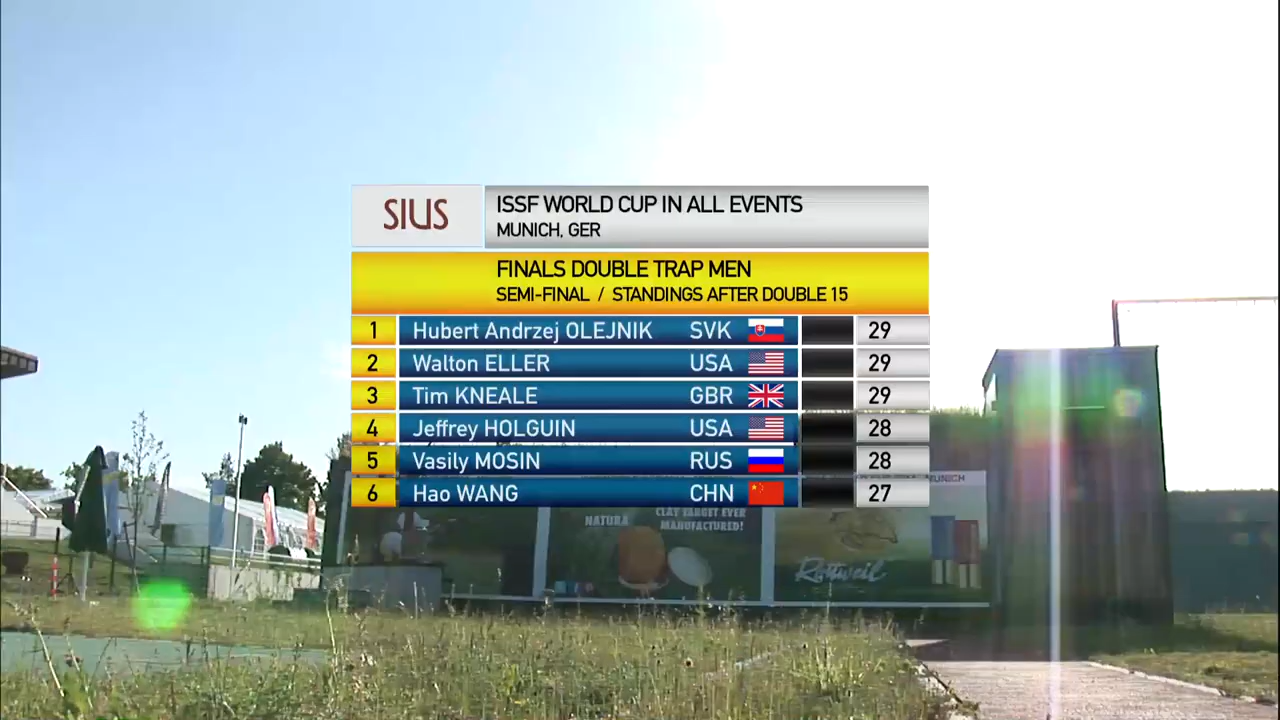 SIUS
ISSF WORLD CUP IN ALL EVENTS
MUNICH, GER
FINALS DOUBLE TRAP MEN
SEMI-FINAL / STANDINGS AFTER DOUBLE 15
1 Hubert Andrzej OLEJNIK SVK 29
2 Walton ELLER USA 29
3 Tim KNEALE GBR 29
4 Jeffrey HOLGUIN USA 28
5 Vasily MOSIN RUS 28
6 Hao WANG CHN 27
MUNICH
NATURA
CLAY TARGET EVER
MANUFACTURED!
Rottweil